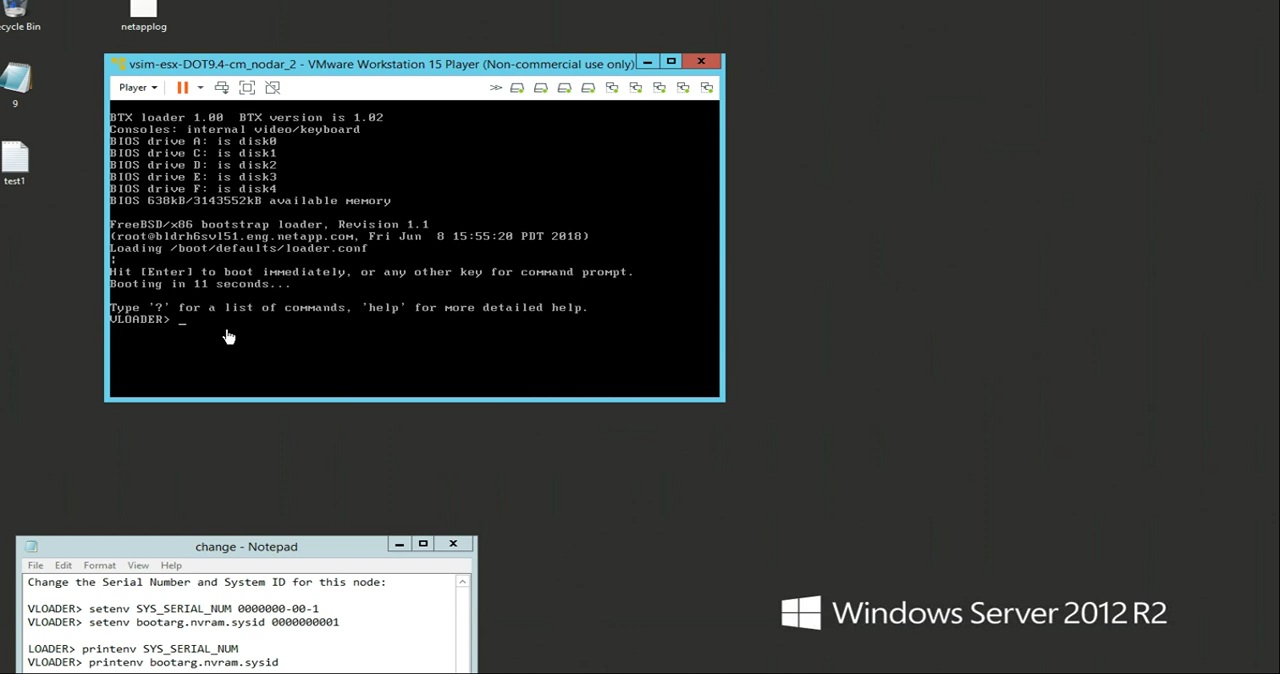 ecycle Bin
netapplog
9
test1
vsim-esx-DOT9.4-cm_nodar_2 - VMware Workstation 15 Player (Non-commercial use only)
Player
BTX loader 1.00  BTX version is 1.02
Consoles: internal video/keyboard
BIOS drive A: is disk0
BIOS drive C: is disk1
BIOS drive D: is disk2
BIOS drive E: is disk3
BIOS drive F: is disk4
BIOS 638kB/3143552kB available memory
FreeBSD/x86 bootstrap loader, Revision 1.1
(root@bldrh6svl51.eng.netapp.com, Fri Jun  8 15:55:20 PDT 2018)
Loading /boot/defaults/loader.conf
Hit [Enter] to boot immediately, or any other key for command prompt.
Booting in 11 seconds...
Type '?' for a list of commands, 'help' for more detailed help.
VLOADER> _
change - Notepad
File Edit Format View Help
Change the Serial Number and System ID for this node:
VLOADER> setenv SYS_SERIAL_NUM 0000000-00-1
VLOADER> setenv bootarg.nvram.sysid 0000000001
LOADER> printenv SYS_SERIAL_NUM
VLOADER> printenv bootarg.nvram.sysid
Windows Server 2012 R2